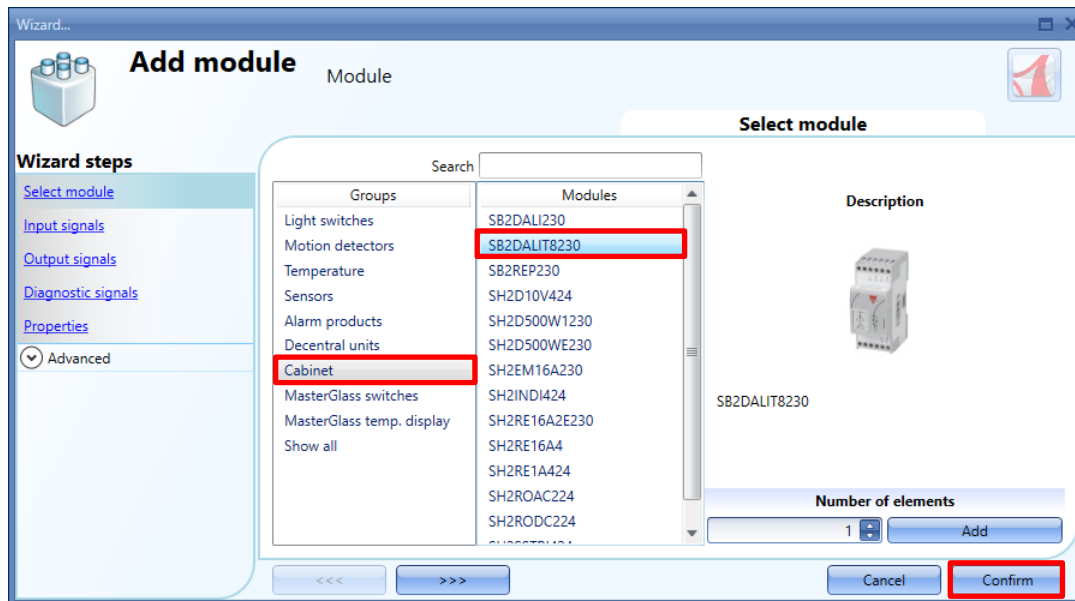 Wizard...
Add module
Module
Select module
Wizard steps
Select module
Input signals
Output signals
Diagnostic signals
Properties
Advanced
Search
Groups
Light switches
Motion detectors
Temperature
Sensors
Alarm products
Decentral units
Cabinet
MasterGlass switches
MasterGlass temp. display
Show all
Modules
SB2DALI230
SB2DALIT8230
SB2REP230
SH2D10V424
SH2D500W1230
SH2D500WE230
SH2EM16A230
SH2INDI424
SH2RE16A2E230
SH2RE16A4
SH2RE1A424
SH2ROAC224
SH2RODC224
Description
SB2DALIT8230
Number of elements
1
Add
<<<
>>>
Cancel
Confirm